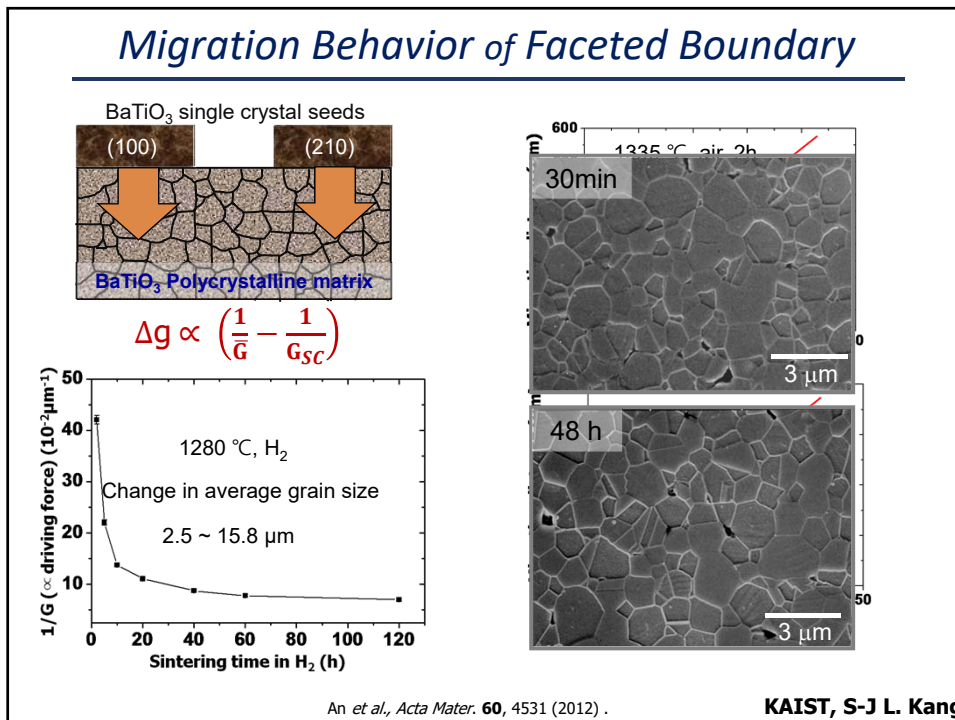 Migration Behavior of Faceted Boundary
BaTiO₃ single crystal seeds
(100)
(210)
BaTiO₃ Polycrystalline matrix
Δg ∝ (1/G̅ − 1/G_SC)
1/G (∝ driving force) (10⁻²μm⁻¹)
50
40
30
20
10
1280 ℃, H₂
Change in average grain size
2.5 ~ 15.8 μm
0 20 40 60 80 100 120
Sintering time in H₂ (h)
600
m)
1335 ℃, air, 2h
30min
3 μm
0
48 h
3 μm
50
An et al., Acta Mater. 60, 4531 (2012) .
KAIST, S-J L. Kang